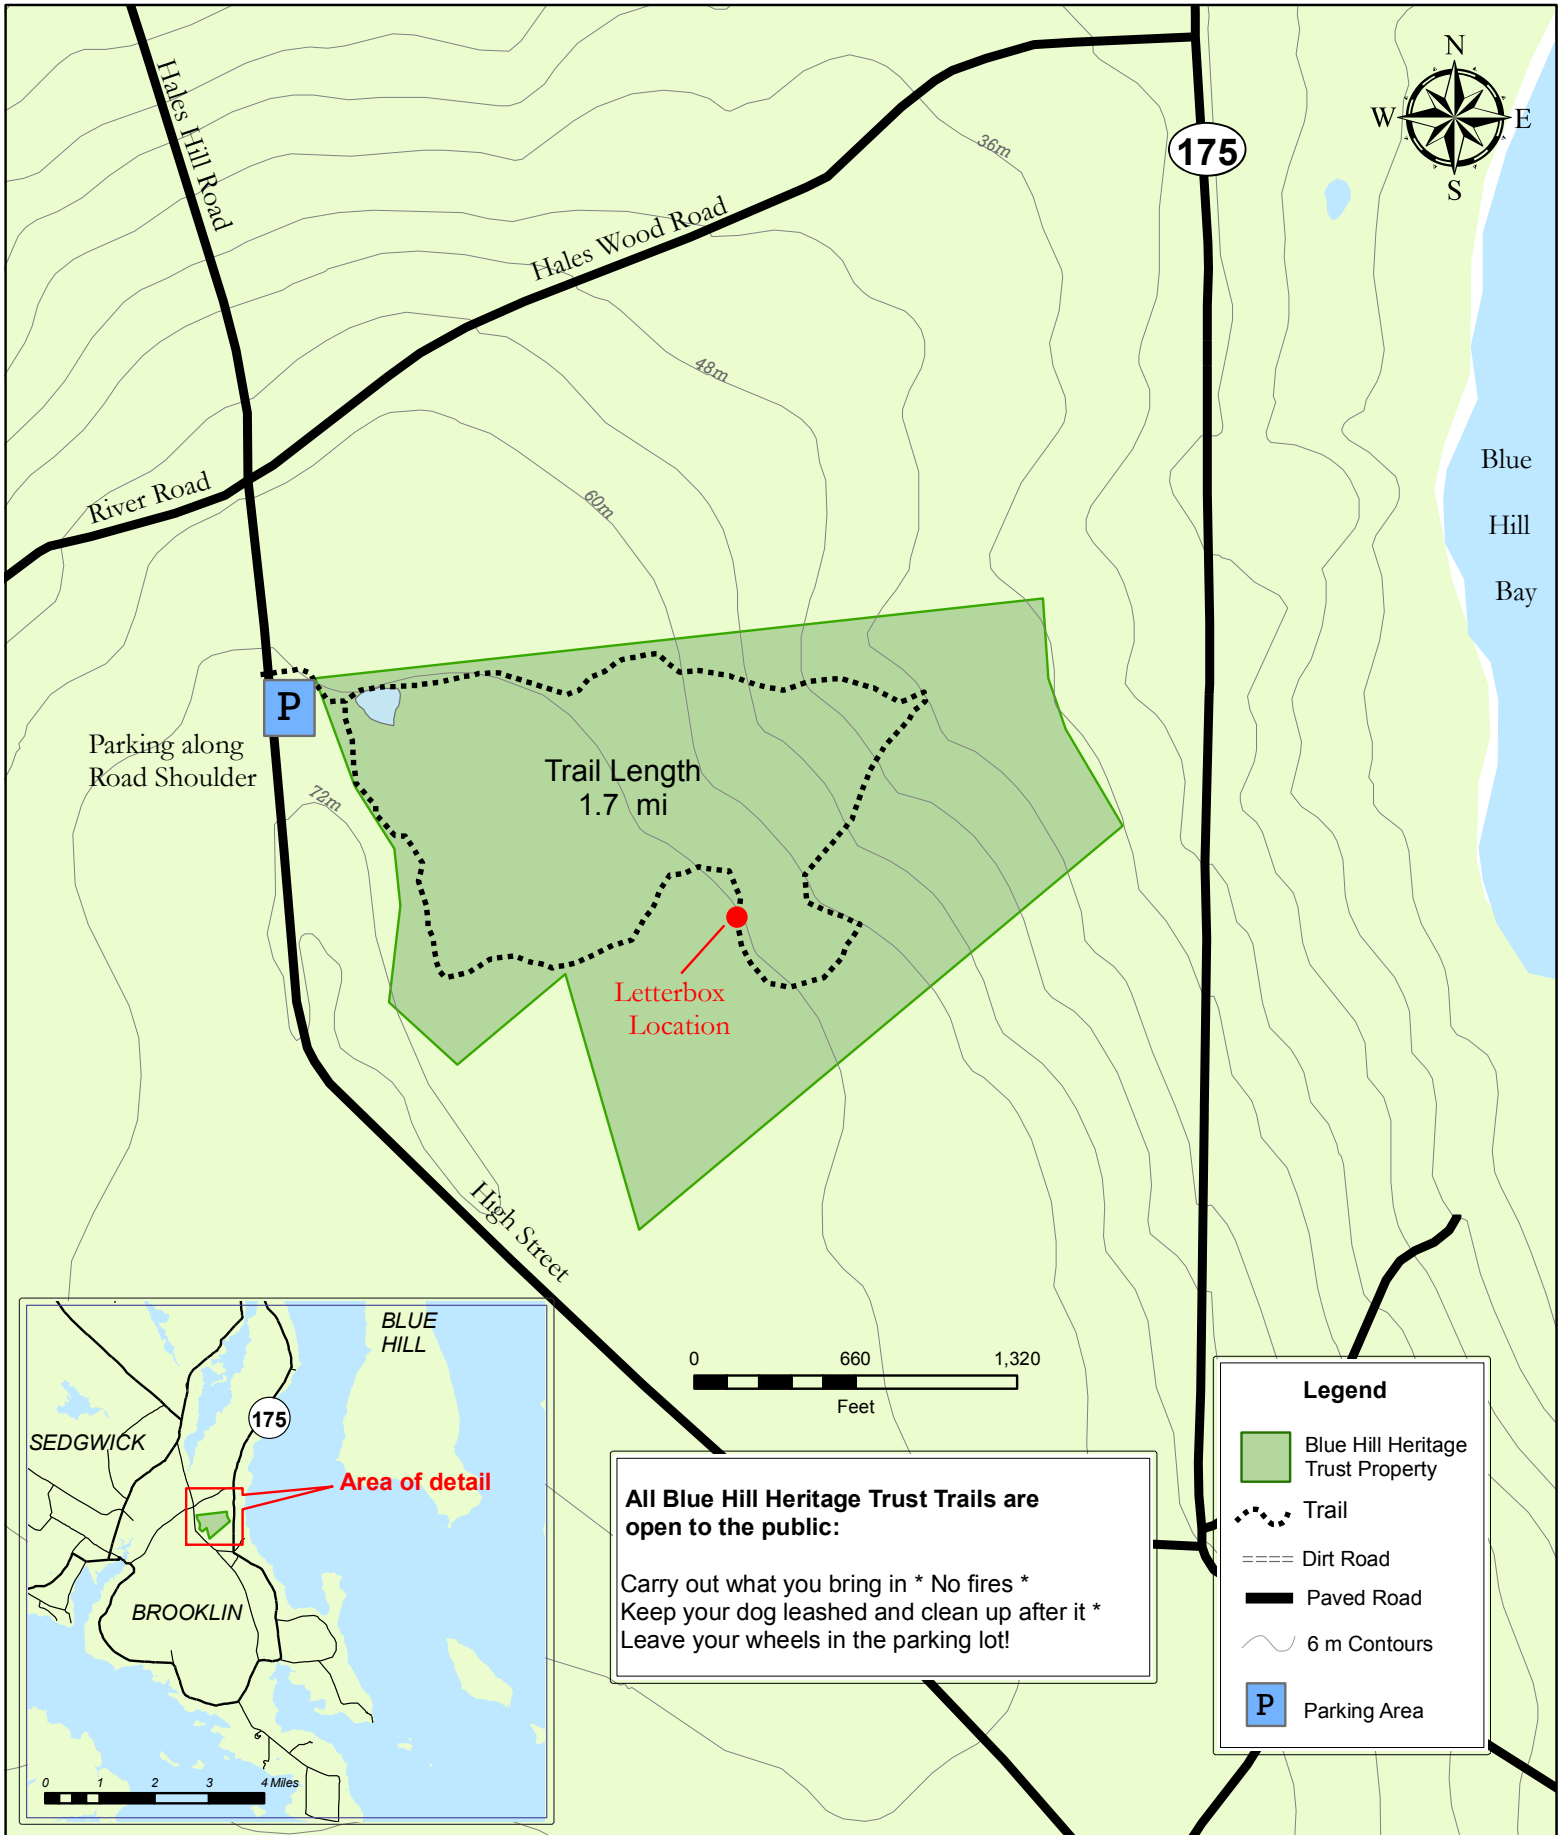 Hales Hill Road
Hales Wood Road
River Road
36m
48m
60m
72m
175
N
W
E
S
Blue
Hill
Bay
P
Parking along
Road Shoulder
Trail Length
1.7 mi
Letterbox
Location
High Street
0 660 1,320
Feet
BLUE
HILL
175
SEDGWICK
Area of detail
BROOKLIN
0 1 2 3 4 Miles
All Blue Hill Heritage Trust Trails are
open to the public:
Carry out what you bring in * No fires *
Keep your dog leashed and clean up after it *
Leave your wheels in the parking lot!
Legend
Blue Hill Heritage
Trust Property
Trail
Dirt Road
Paved Road
6 m Contours
P
Parking Area